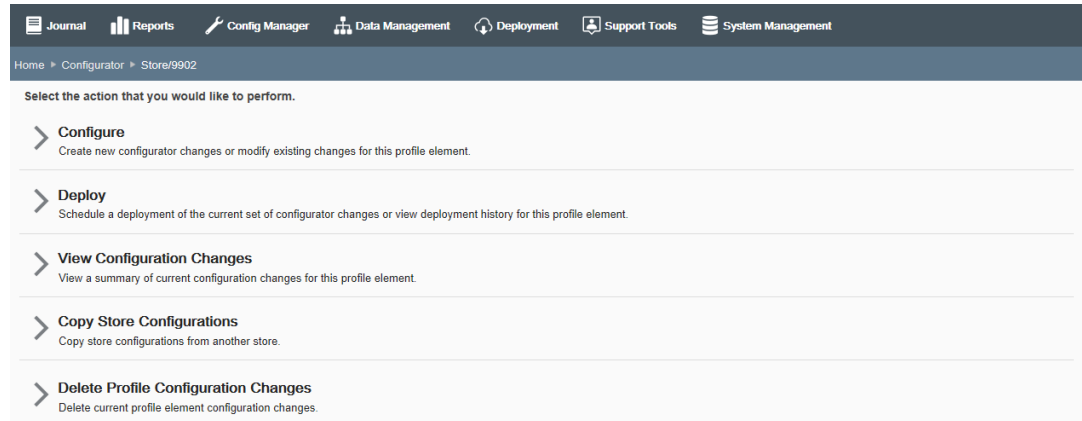 Journal Reports Config Manager Data Management Deployment Support Tools System Management
Home Configurator Store/9902
Select the action that you would like to perform.
Configure
Create new configurator changes or modify existing changes for this profile element.
Deploy
Schedule a deployment of the current set of configurator changes or view deployment history for this profile element.
View Configuration Changes
View a summary of current configuration changes for this profile element.
Copy Store Configurations
Copy store configurations from another store.
Delete Profile Configuration Changes
Delete current profile element configuration changes.